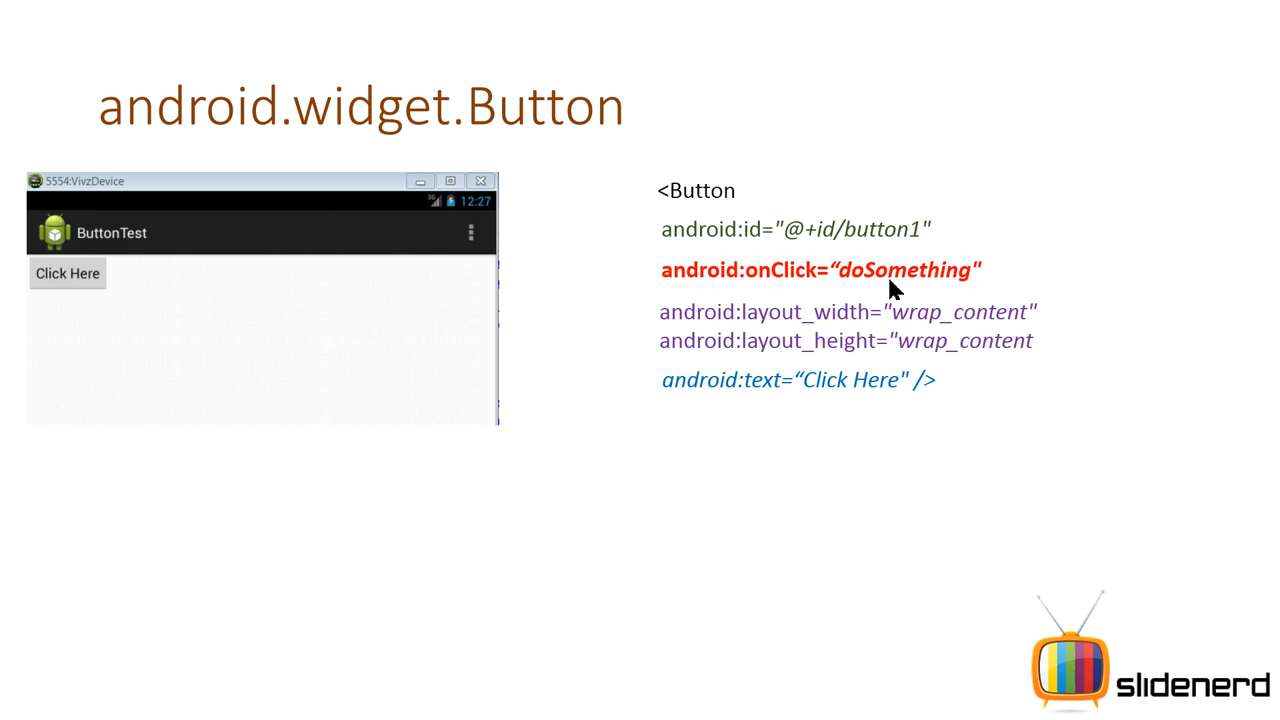 android.widget.Button
5554:VivzDevice
3G 12:27
ButtonTest
Click Here
<Button
android:id="@+id/button1"
android:onClick=“doSomething"
android:layout_width="wrap_content"
android:layout_height="wrap_content
android:text=“Click Here" />
slidenerd